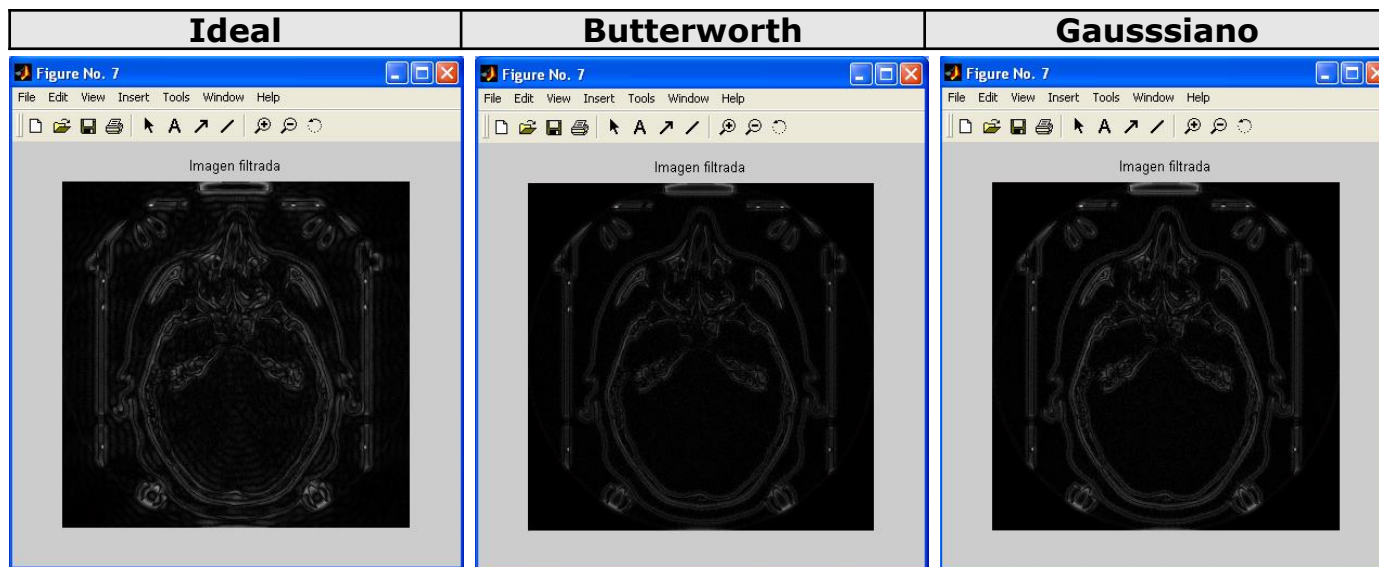 Ideal Butterworth Gausssiano
Figure No. 7
File Edit View Insert Tools Window Help
A
Imagen filtrada
Figure No. 7
File Edit View Insert Tools Window Help
A
Imagen filtrada
Figure No. 7
File Edit View Insert Tools Window Help
A
Imagen filtrada